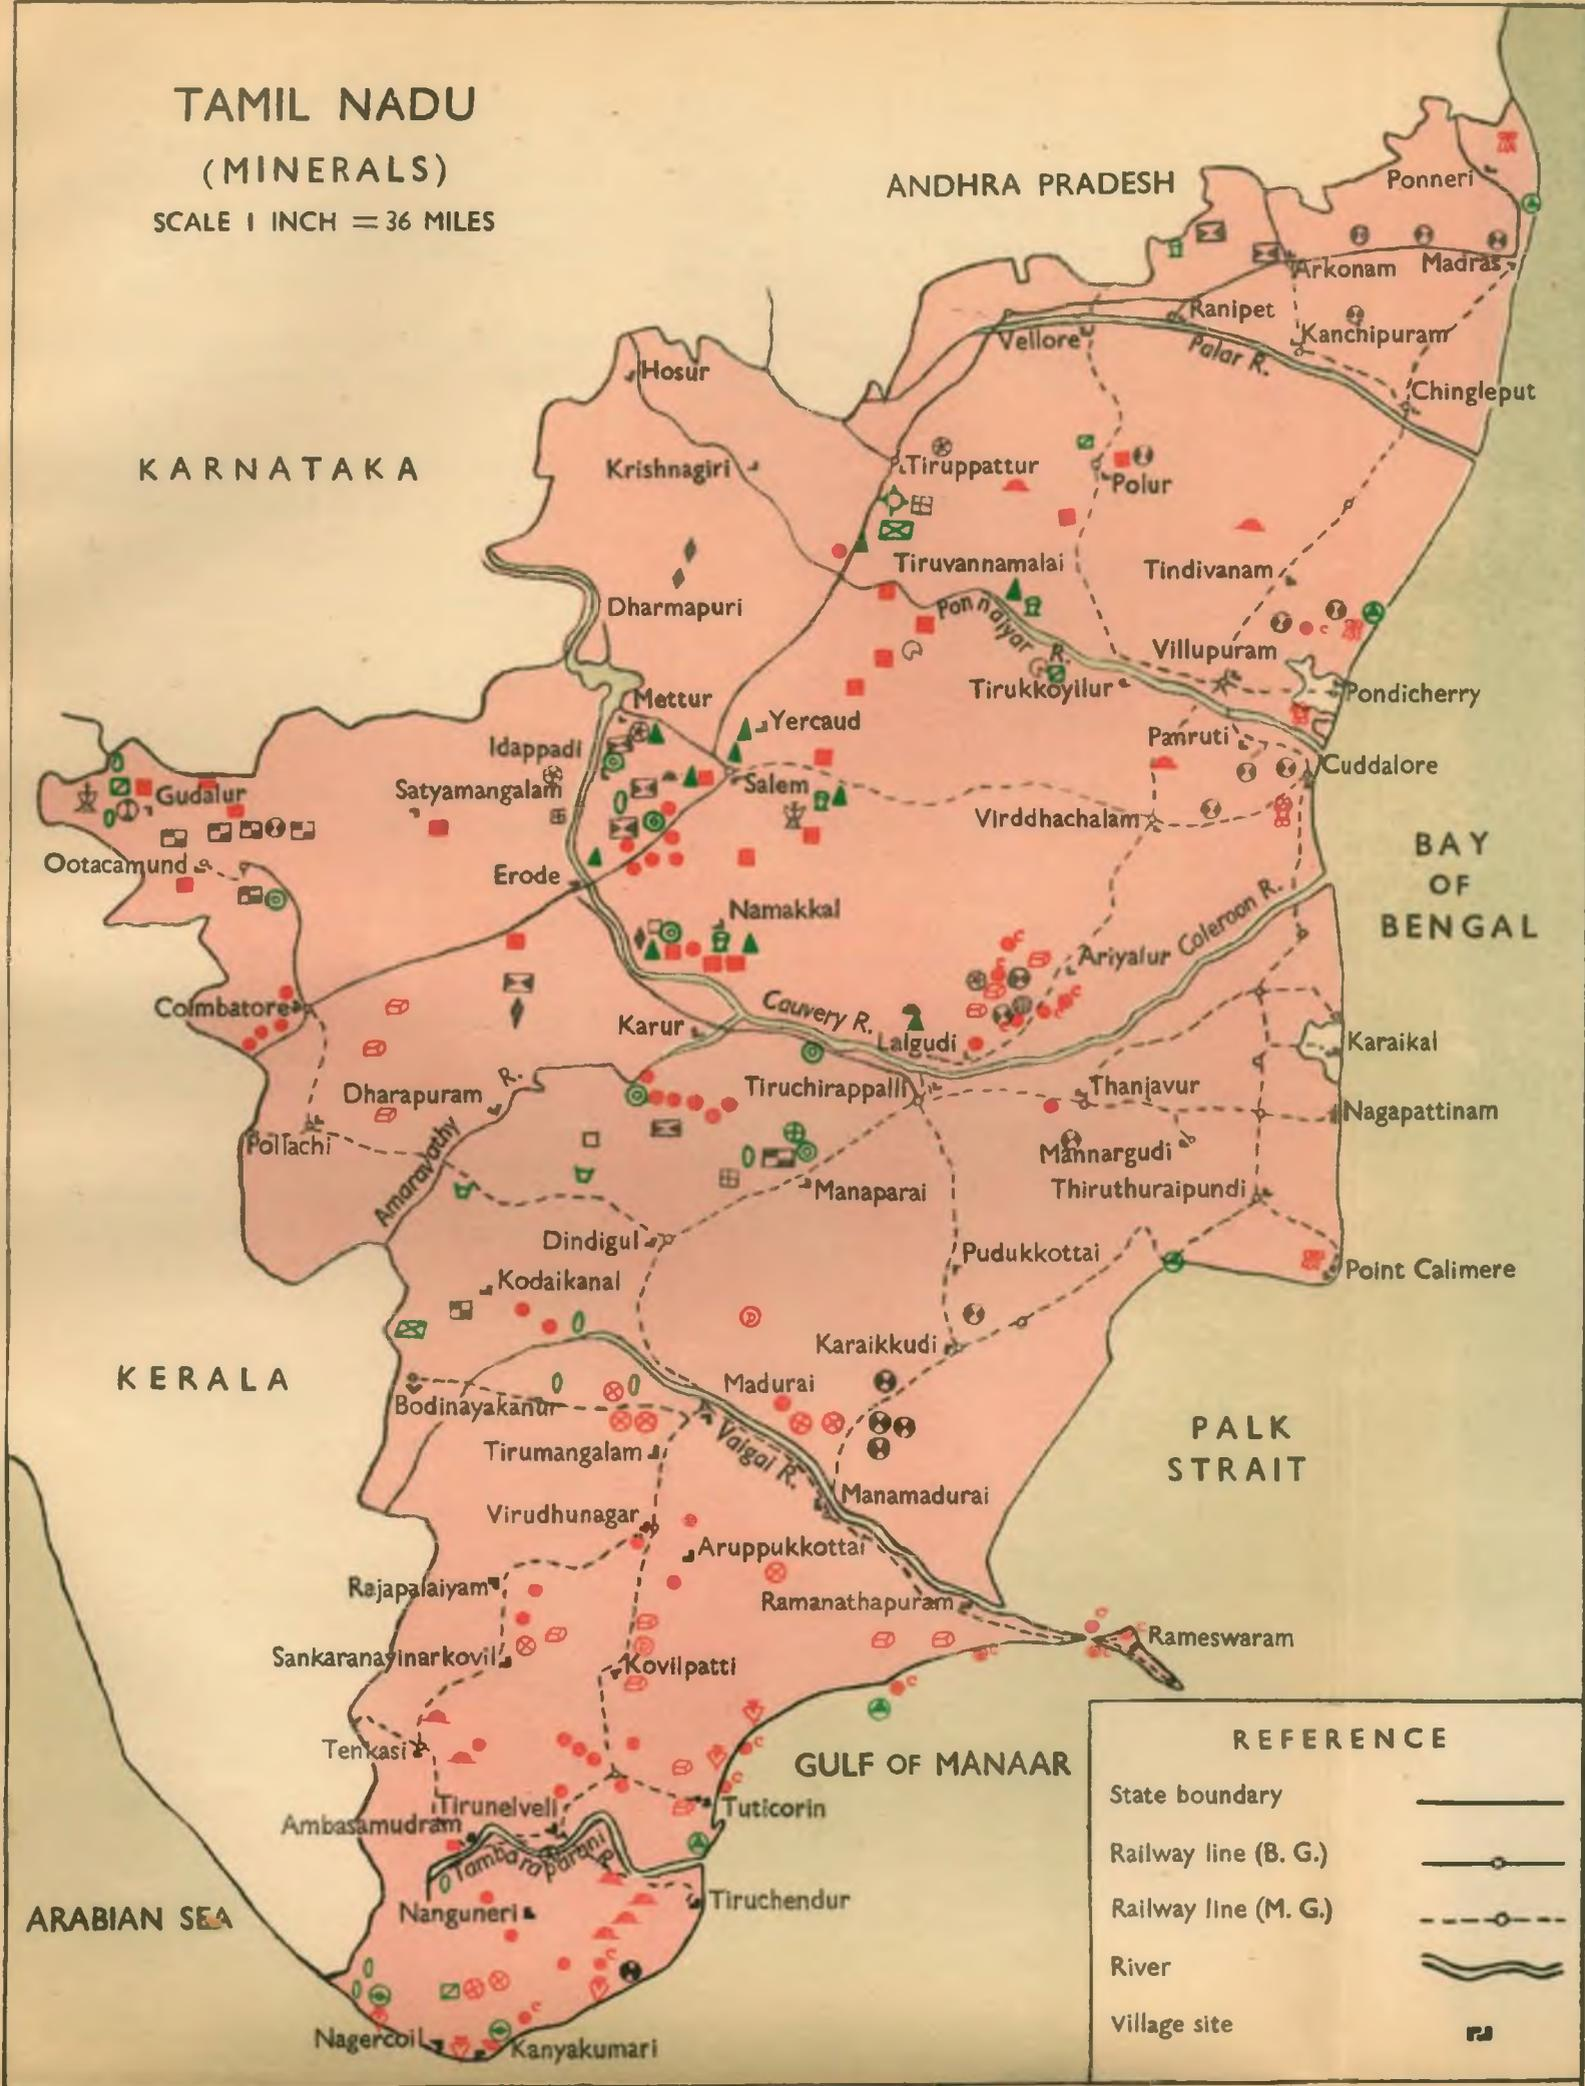 TAMIL NADU
(MINERALS)
SCALE 1 INCH = 36 MILES
ANDHRA PRADESH
Ponneri
Arkonam
Madras
Ranipet
Vellore
Kanchipuram
Palar R.
Hosur
Chingleput
KARNATAKA
Krishnagiri
Tiruppattur
Polur
Tiruvannamalai
Tindivanam
Dharmapuri
Ponnaiyar R.
Villupuram
Mettur
Tirukkoyilur
Pondicherry
Yercaud
Idappadi
Panruti
Cuddalore
Gudalur
Satyamangalam
Salem
Virddhachalam
BAY
OF
BENGAL
Ootacamund
Erode
Namakkal
Coleroon R.
Ariyalur
Coimbatore
Cauvery R.
Karur
Lalgudi
Karaikal
Dharapuram
R.
Amaravathy
Tiruchirappalli
Thanjavur
Nagapattinam
Pollachi
Mannargudi
Manaparai
Thiruthuraipundi
Dindigul
Pudukkottai
Point Calimere
Kodaikanal
Karaikkudi
KERALA
Madurai
Bodinayakanur
PALK
STRAIT
Tirumangalam
Vaigai R.
Manamadurai
Virudhunagar
Aruppukkottai
Rajapalaiyam
Ramanathapuram
Rameswaram
Sankaranayinarkovil
Kovilpatti
Tenkasi
GULF OF MANAAR
Tirunelveli
Tuticorin
Ambasamudram
Tambaraparani R.
Tiruchendur
ARABIAN SEA
Nanguneri
Nagercoil
Kanyakumari
REFERENCE
State boundary
Railway line (B. G.)
Railway line (M. G.)
River
Village site